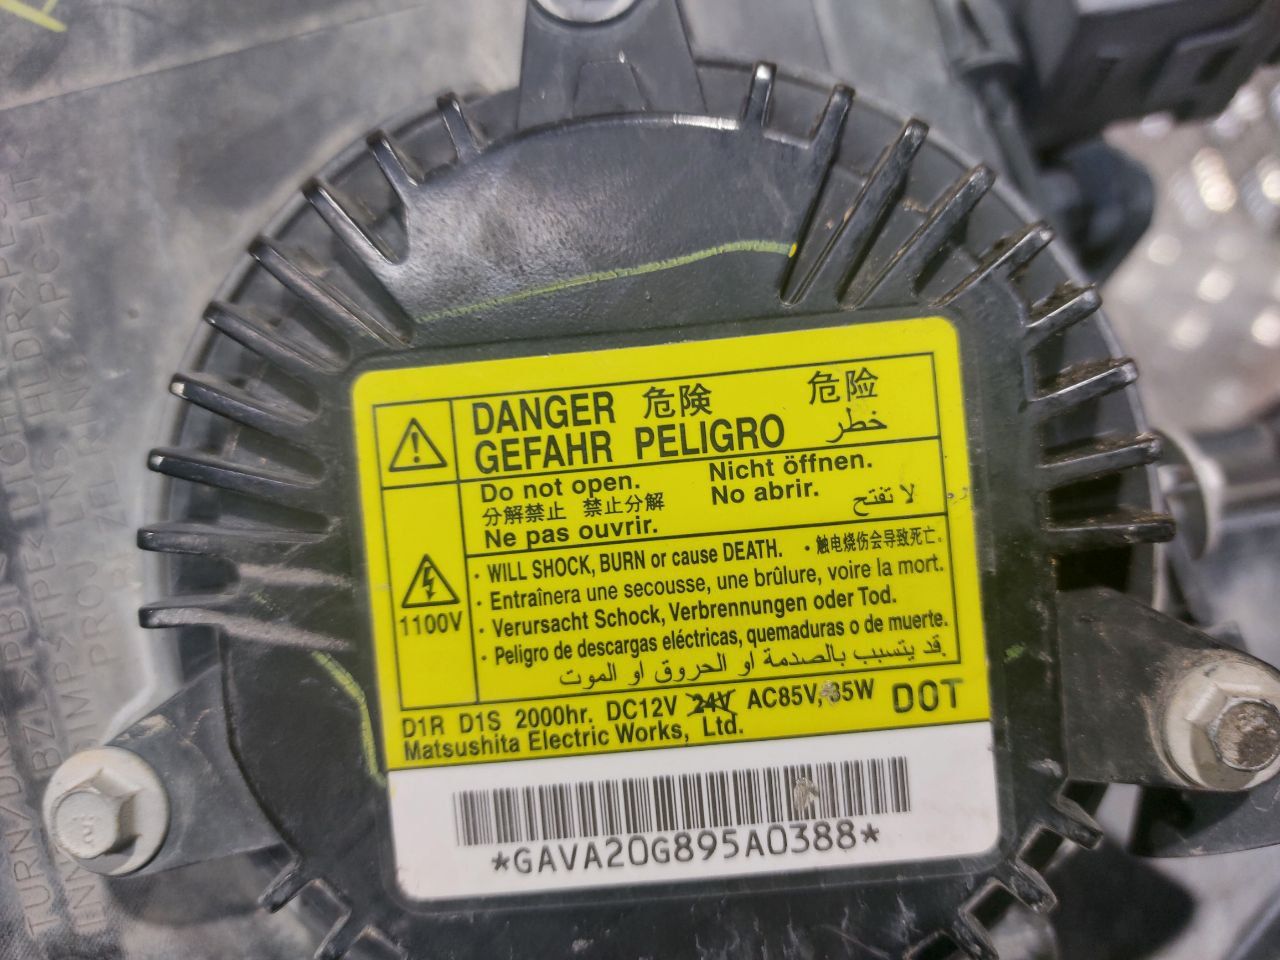 DANGER 危険 危险
GEFAHR PELIGRO خطر
Do not open. Nicht öffnen.
分解禁止 禁止分解 No abrir. لا تفتح
Ne pas ouvrir.
1100V
· WILL SHOCK, BURN or cause DEATH. · 触电烧伤会导致死亡.
· Entraînera une secousse, une brûlure, voire la mort.
· Verursacht Schock, Verbrennungen oder Tod.
· Peligro de descargas eléctricas, quemaduras o de muerte.
قد يتسبب بالصدمة أو الحروق أو الموت
D1R D1S 2000hr. DC12V 24V AC85V, 35W DOT
Matsushita Electric Works, Ltd.
*GAVA20G895A0388*